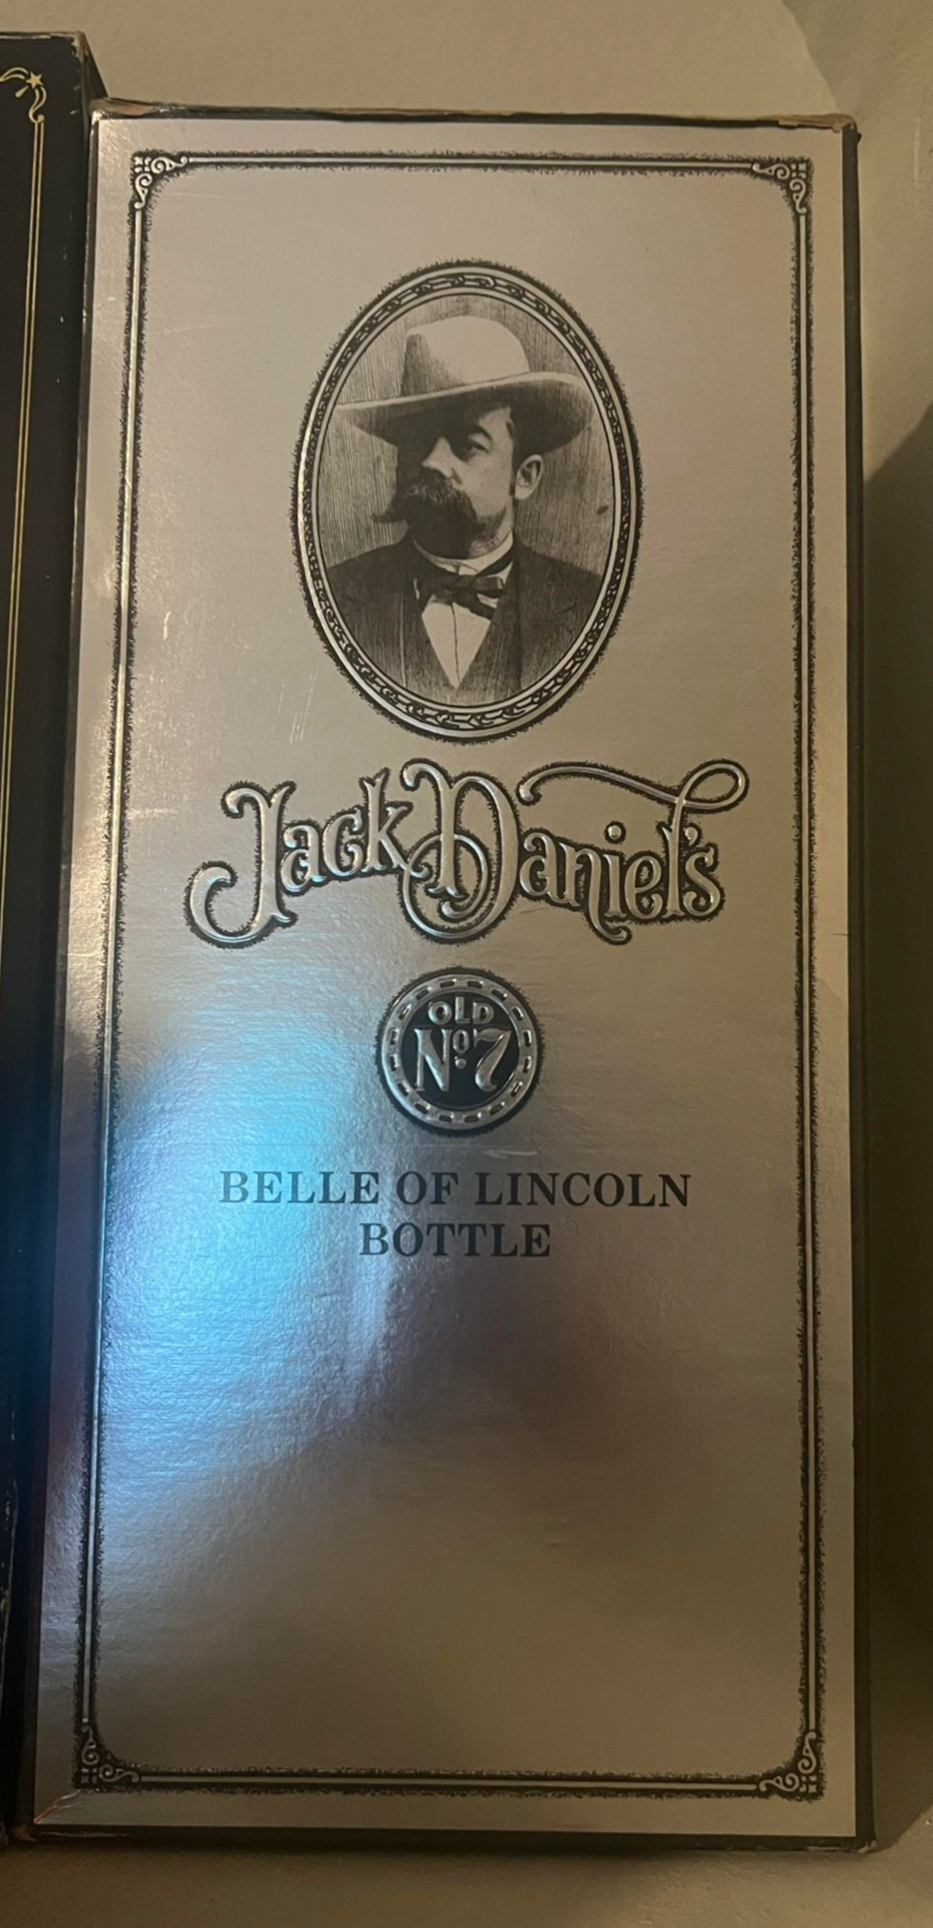 Jack Daniel's
OLD
Nº7
BELLE OF LINCOLN
BOTTLE